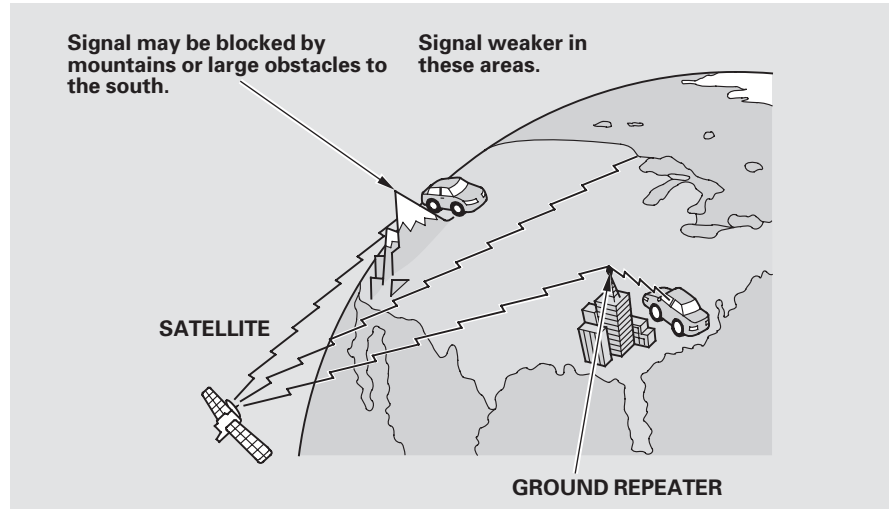 Signal may be blocked by
mountains or large obstacles to
the south.
Signal weaker in
these areas.
SATELLITE
GROUND REPEATER